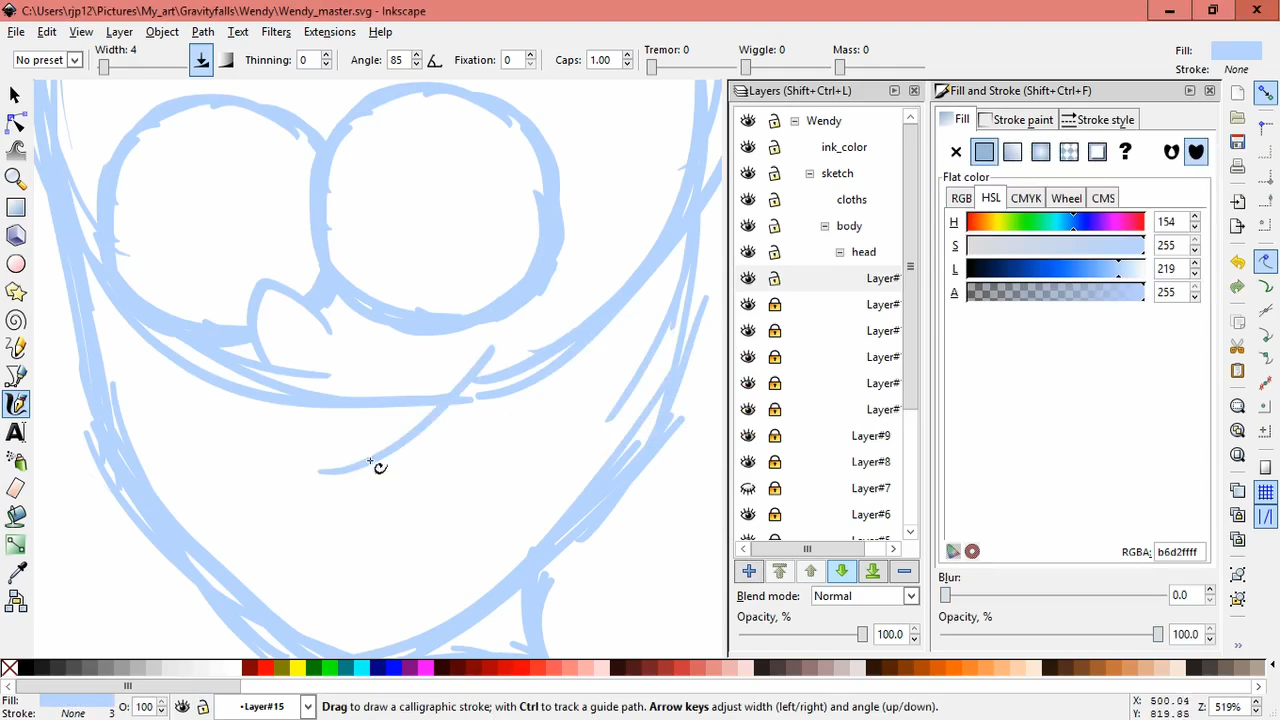 C:\Users\rjp12\Pictures\My_art\Gravityfalls\Wendy\Wendy_master.svg - Inkscape
File Edit View Layer Object Path Text Filters Extensions Help
No preset Width: 4 Thinning: 0 Angle: 85 Fixation: 0 Caps: 1.00 Tremor: 0 Wiggle: 0 Mass: 0 Fill:
Stroke: None
Layers (Shift+Ctrl+L)
Wendy
ink_color
sketch
cloths
body
head
Layer#
Layer#
Layer#
Layer#
Layer#
Layer#
Layer#9
Layer#8
Layer#7
Layer#6
Blend mode: Normal
Opacity, %
100.0
Fill and Stroke (Shift+Ctrl+F)
Fill Stroke paint Stroke style
?
Flat color
RGB HSL CMYK Wheel CMS
H 154
S 255
L 219
A 255
RGBA: b6d2ffff
Blur:
0.0
Opacity, %
100.0
Fill:
Stroke: None 3 O: 100 •Layer#15 Drag to draw a calligraphic stroke; with Ctrl to track a guide path. Arrow keys adjust width (left/right) and angle (up/down). X: 500.04
Y: 819.85 Z: 519%